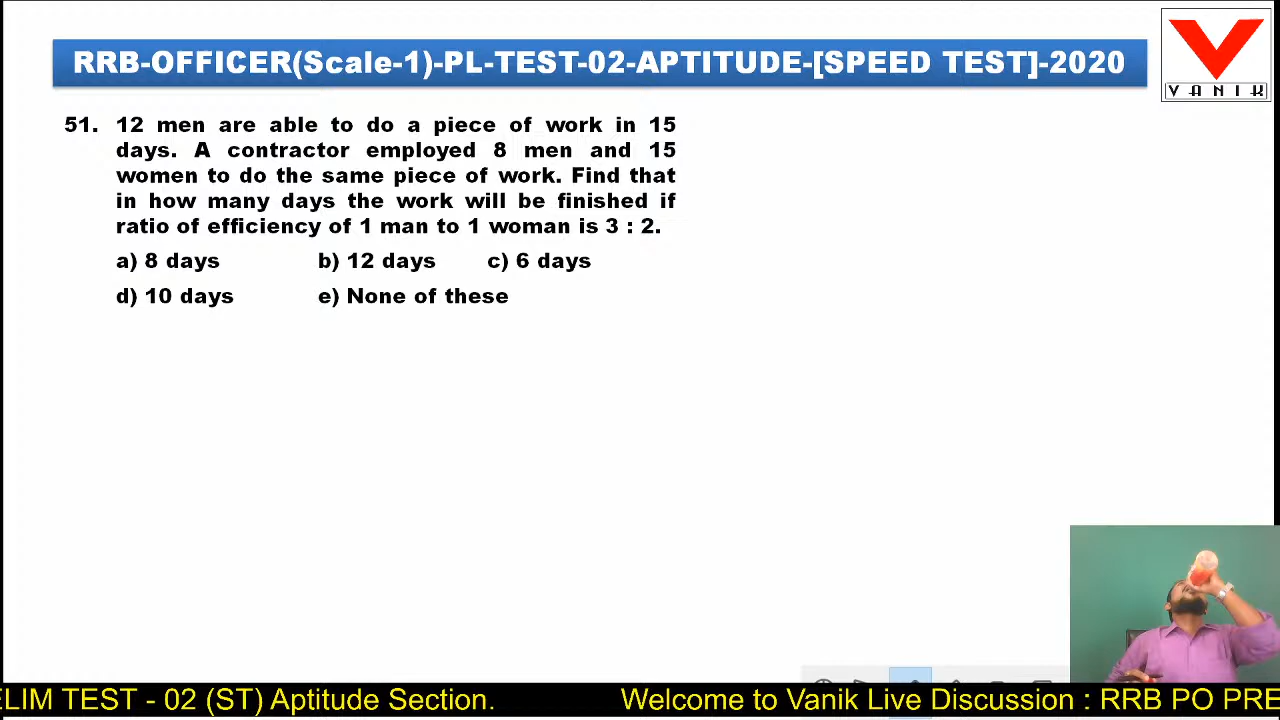 RRB-OFFICER(Scale-1)-PL-TEST-02-APTITUDE-[SPEED TEST]-2020
VANIK
51. 12 men are able to do a piece of work in 15
days. A contractor employed 8 men and 15
women to do the same piece of work. Find that
in how many days the work will be finished if
ratio of efficiency of 1 man to 1 woman is 3 : 2.
a) 8 days b) 12 days c) 6 days
d) 10 days e) None of these
ELIM TEST - 02 (ST) Aptitude Section. Welcome to Vanik Live Discussion : RRB PO PRE